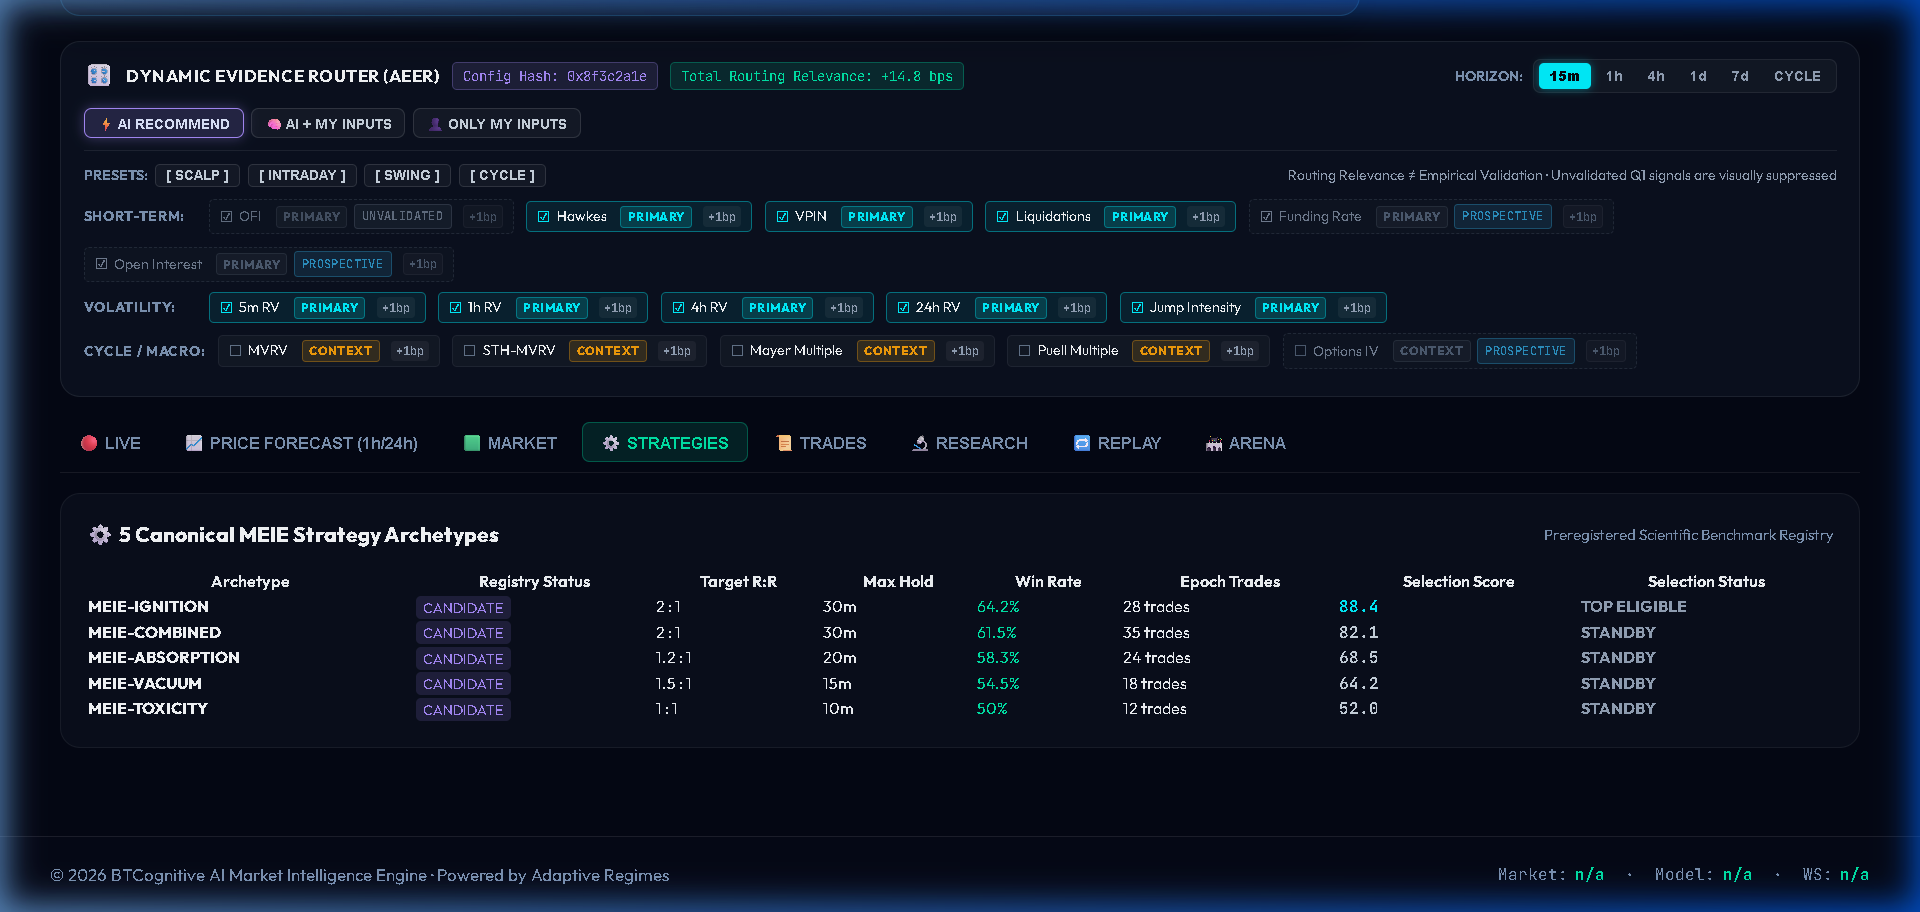 DYNAMIC EVIDENCE ROUTER (AEER) Config Hash: 0x8f3c2a1e Total Routing Relevance: +14.8 bps HORIZON: 15m 1h 4h 1d 7d CYCLE
AI RECOMMEND AI + MY INPUTS ONLY MY INPUTS
PRESETS: [ SCALP ] [ INTRADAY ] [ SWING ] [ CYCLE ] Routing Relevance ≠ Empirical Validation · Unvalidated Q1 signals are visually suppressed
SHORT-TERM: OFI PRIMARY UNVALIDATED +1bp Hawkes PRIMARY +1bp VPIN PRIMARY +1bp Liquidations PRIMARY +1bp Funding Rate PRIMARY PROSPECTIVE +1bp
Open Interest PRIMARY PROSPECTIVE +1bp
VOLATILITY: 5m RV PRIMARY +1bp 1h RV PRIMARY +1bp 4h RV PRIMARY +1bp 24h RV PRIMARY +1bp Jump Intensity PRIMARY +1bp
CYCLE / MACRO: MVRV CONTEXT +1bp STH-MVRV CONTEXT +1bp Mayer Multiple CONTEXT +1bp Puell Multiple CONTEXT +1bp Options IV CONTEXT PROSPECTIVE +1bp
LIVE PRICE FORECAST (1h/24h) MARKET STRATEGIES TRADES RESEARCH REPLAY ARENA
5 Canonical MEIE Strategy Archetypes Preregistered Scientific Benchmark Registry
Archetype Registry Status Target R:R Max Hold Win Rate Epoch Trades Selection Score Selection Status
MEIE-IGNITION CANDIDATE 2:1 30m 64.2% 28 trades 88.4 TOP ELIGIBLE
MEIE-COMBINED CANDIDATE 2:1 30m 61.5% 35 trades 82.1 STANDBY
MEIE-ABSORPTION CANDIDATE 1.2:1 20m 58.3% 24 trades 68.5 STANDBY
MEIE-VACUUM CANDIDATE 1.5:1 15m 54.5% 18 trades 64.2 STANDBY
MEIE-TOXICITY CANDIDATE 1:1 10m 50% 12 trades 52.0 STANDBY
© 2026 BTCognitive AI Market Intelligence Engine · Powered by Adaptive Regimes Market: n/a · Model: n/a · WS: n/a